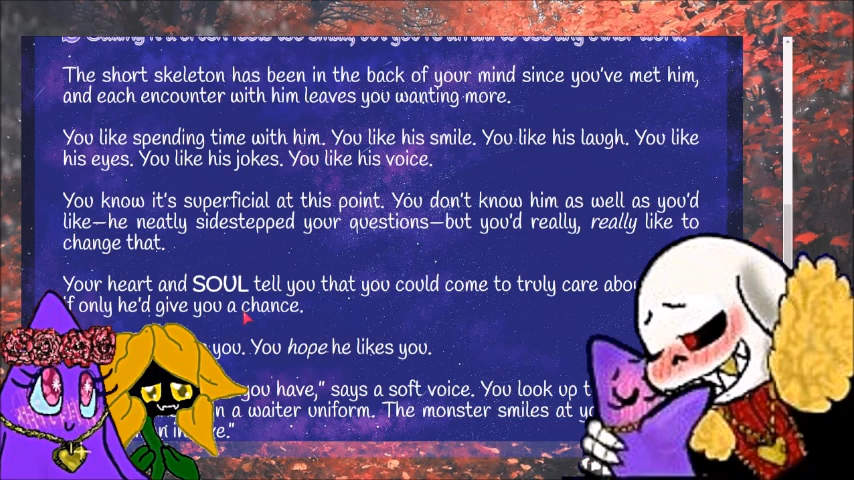 The short skeleton has been in the back of your mind since you've met him,
and each encounter with him leaves you wanting more.
You like spending time with him. You like his smile. You like his laugh. You like
his eyes. You like his jokes. You like his voice.
You know it's superficial at this point. You don't know him as well as you'd
like—he neatly sidestepped your questions—but you'd really, really like to
change that.
Your heart and SOUL tell you that you could come to truly care
if only he'd give you a chance.
you. You hope he likes you.
you have,” says a soft voice. You look up
a waiter uniform. The monster smiles at